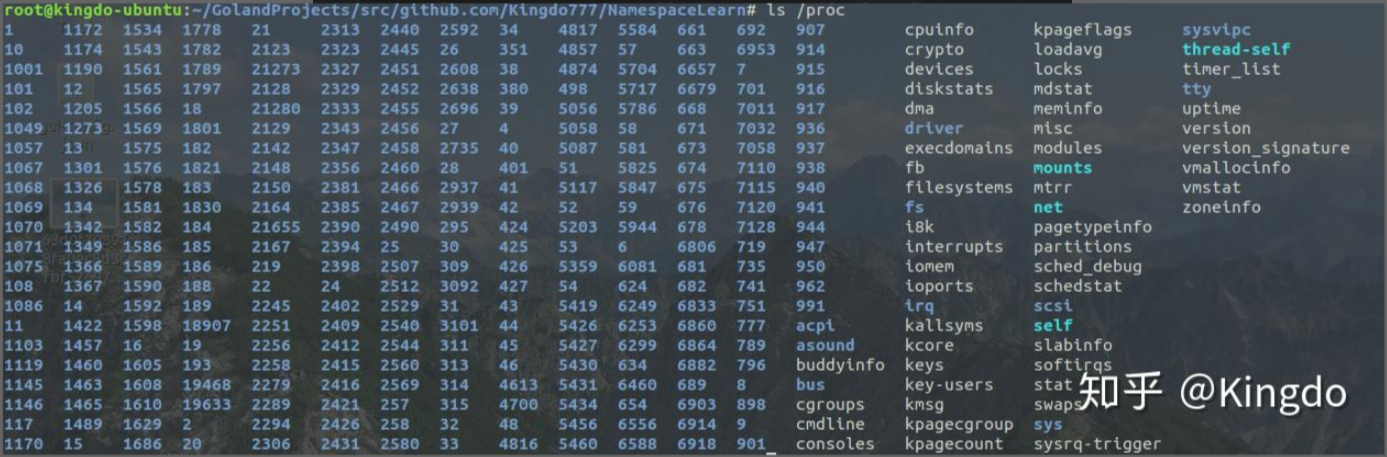 root@kingdo-ubuntu:~/GolandProjects/src/github.com/Kingdo777/NamespaceLearn# ls /proc
1 1172 1534 1778 21 2313 2440 2592 34 4817 5584 661 692 907 cpuinfo kpageflags sysvipc
10 1174 1543 1782 2123 2323 2445 26 351 4857 57 663 6953 914 crypto loadavg thread-self
1001 1190 1561 1789 21273 2327 2451 2608 38 4874 5704 6657 7 915 devices locks timer_list
101 12 1565 1797 2128 2329 2452 2638 380 498 5717 6679 701 916 diskstats mdstat tty
102 1205 1566 18 21280 2333 2455 2696 39 5056 5786 668 7011 917 dma meminfo uptime
1049 1273 1569 1801 2129 2343 2456 27 4 5058 58 671 7032 936 driver misc version
1057 13 1575 182 2142 2347 2458 2735 40 5087 581 673 7058 937 execdomains modules version_signature
1067 1301 1576 1821 2148 2356 2460 28 401 51 5825 674 7110 938 fb mounts vmallocinfo
1068 1326 1578 183 2150 2381 2466 2937 41 5117 5847 675 7115 940 filesystems mtrr vmstat
1069 134 1581 1830 2164 2385 2467 2939 42 52 59 676 7120 941 fs net zoneinfo
1070 1342 1582 184 21655 2390 2490 295 424 5203 5944 678 7128 944 i8k pagetypeinfo
1071 1349 1586 185 2167 2394 25 30 425 53 6 6806 719 947 interrupts partitions
1075 1366 1589 186 219 2398 2507 309 426 5359 6081 681 735 950 iomem sched_debug
108 1367 1590 188 22 24 2512 3092 427 54 624 682 741 962 ioports schedstat
1086 14 1592 189 2245 2402 2529 31 43 5419 6249 6833 751 991 irq scsi
11 1422 1598 18907 2251 2409 2540 3101 44 5426 6253 6860 777 acpi kallsyms self
1103 1457 16 19 2256 2412 2544 311 45 5427 6299 6864 789 asound kcore slabinfo
1119 1460 1605 193 2258 2415 2560 313 46 5430 634 6882 796 buddyinfo keys softirqs
1145 1463 1608 19468 2279 2416 2569 314 4613 5431 6460 689 8 bus key-users stat
1146 1465 1610 19633 2289 2421 257 315 4700 5434 654 6903 898 cgroups kmsg swaps
117 1489 1629 2 2294 2426 258 32 48 5456 6556 6914 9 cmdline kpagecgroup sys
1170 15 1686 20 2306 2431 2580 33 4816 5460 6588 6918 901 consoles kpagecount sysrq-trigger
知乎 @Kingdo